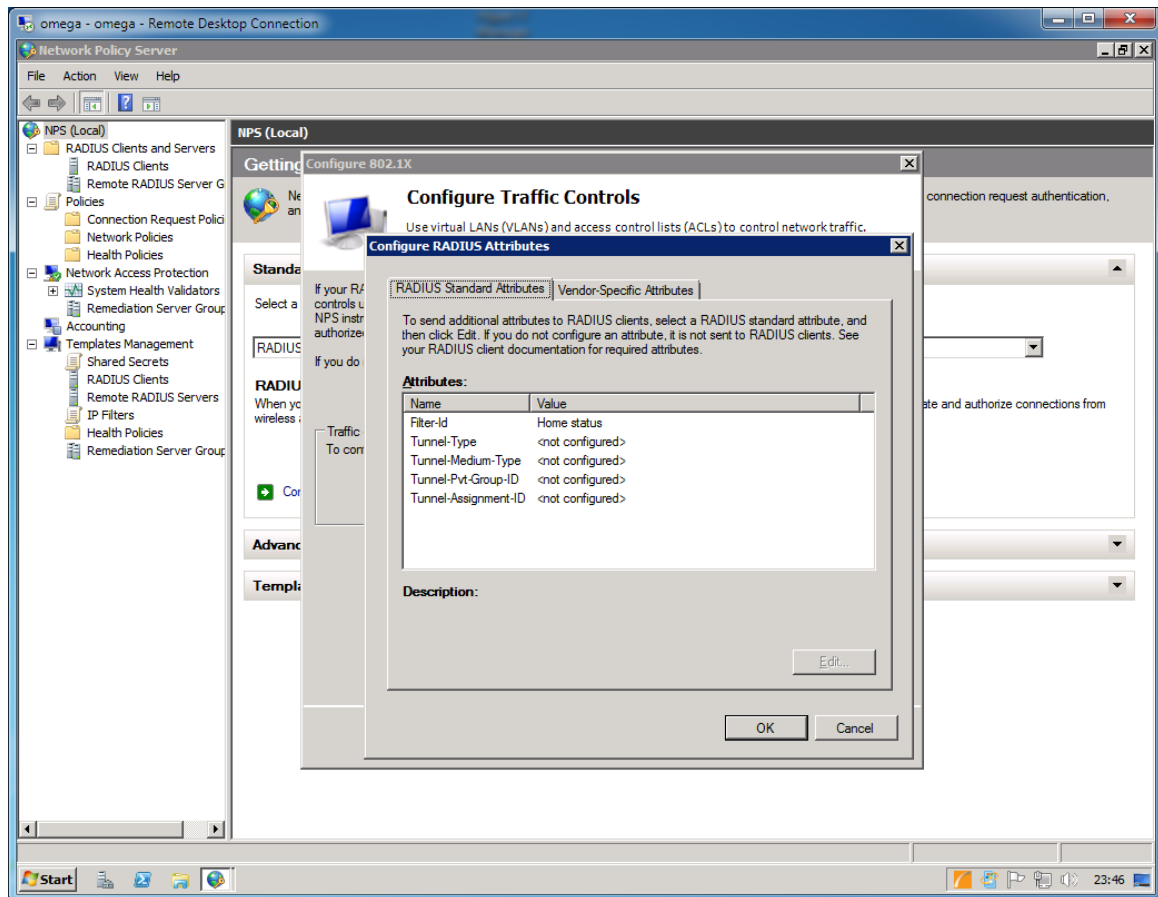 omega - omega - Remote Desktop Connection
Network Policy Server
File Action View Help
NPS (Local)
RADIUS Clients and Servers
RADIUS Clients
Remote RADIUS Server G
Policies
Connection Request Polici
Network Policies
Health Policies
Network Access Protection
System Health Validators
Remediation Server Group
Accounting
Templates Management
Shared Secrets
RADIUS Clients
Remote RADIUS Servers
IP Filters
Health Policies
Remediation Server Group
NPS (Local)
Getting
Ne
an
connection request authentication,
Standa
Select a
RADIUS
RADIU
When yo
wireless a
ate and authorize connections from
Con
Advanc
Templa
Configure 802.1X
Configure Traffic Controls
Use virtual LANs (VLANs) and access control lists (ACLs) to control network traffic.
If your RA
controls u
NPS instr
authorized
If you do
Traffic
To con
Configure RADIUS Attributes
RADIUS Standard Attributes Vendor-Specific Attributes
To send additional attributes to RADIUS clients, select a RADIUS standard attribute, and
then click Edit. If you do not configure an attribute, it is not sent to RADIUS clients. See
your RADIUS client documentation for required attributes.
Attributes:
Name Value
Filter-Id Home status
Tunnel-Type <not configured>
Tunnel-Medium-Type <not configured>
Tunnel-Pvt-Group-ID <not configured>
Tunnel-Assignment-ID <not configured>
Description:
Edit...
OK Cancel
Start
23:46